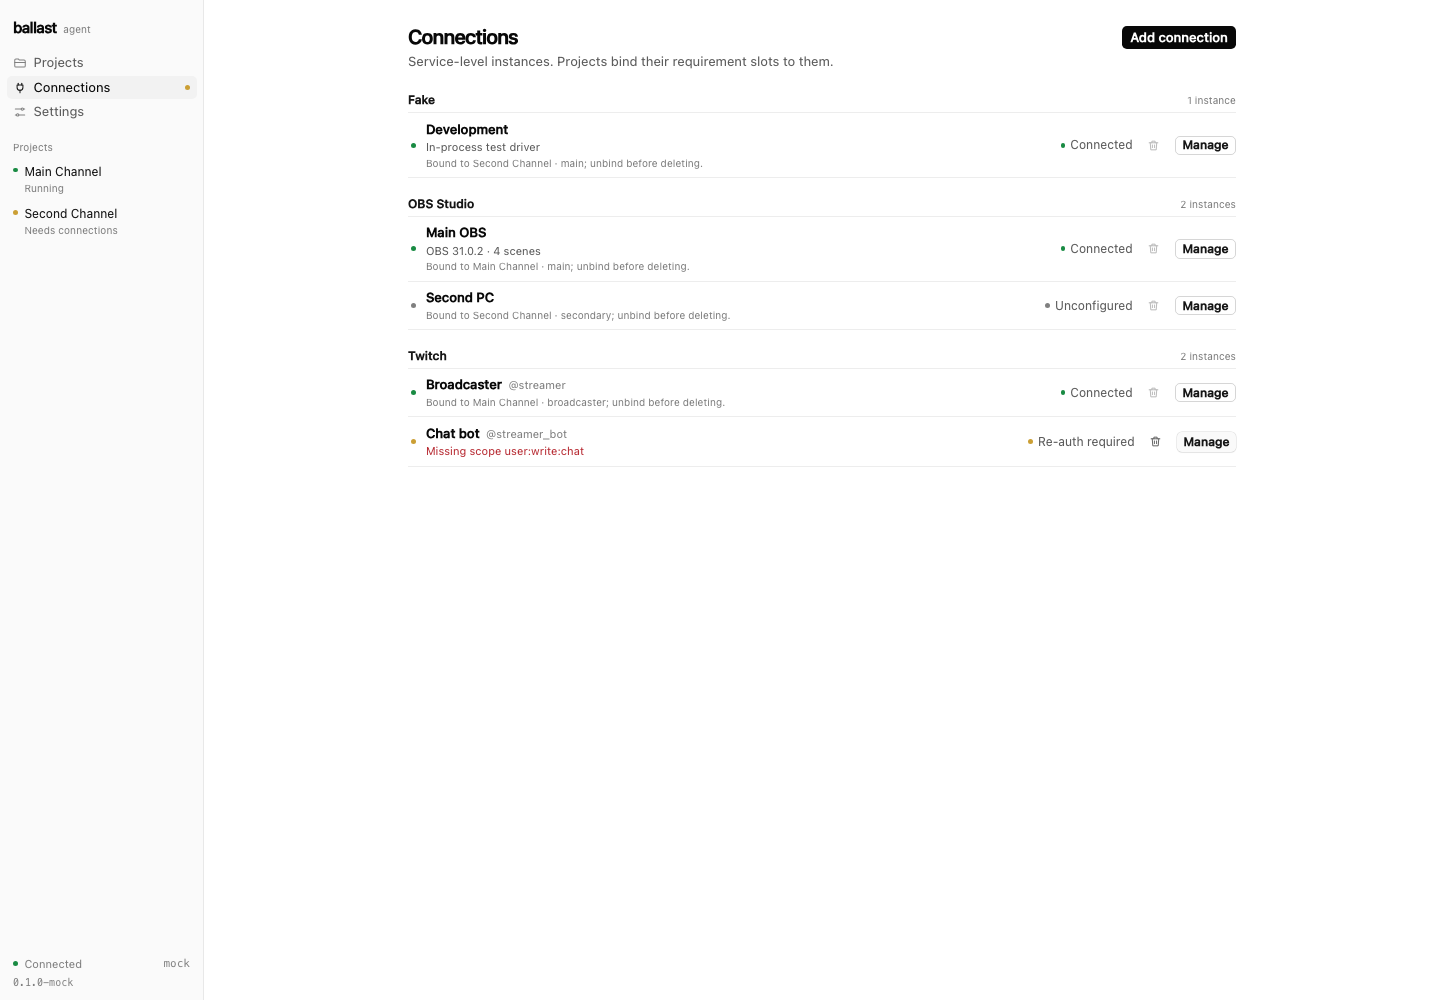 ballast agent
Projects
Connections
Settings
Projects
Main Channel
Running
Second Channel
Needs connections
Connected mock
0.1.0-mock
Connections
Add connection
Service-level instances. Projects bind their requirement slots to them.
Fake 1 instance
Development
In-process test driver
Bound to Second Channel · main; unbind before deleting.
Connected Manage
OBS Studio 2 instances
Main OBS
OBS 31.0.2 · 4 scenes
Bound to Main Channel · main; unbind before deleting.
Connected Manage
Second PC
Bound to Second Channel · secondary; unbind before deleting.
Unconfigured Manage
Twitch 2 instances
Broadcaster @streamer
Bound to Main Channel · broadcaster; unbind before deleting.
Connected Manage
Chat bot @streamer_bot
Missing scope user:write:chat
Re-auth required Manage